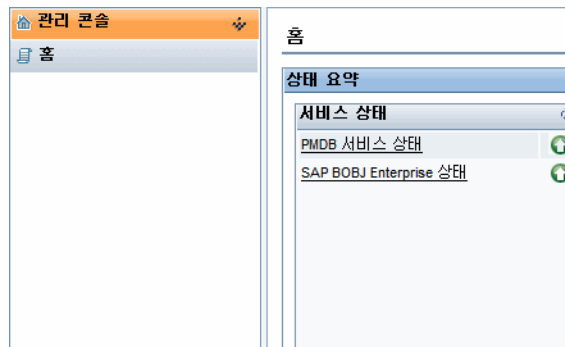 관리 콘솔
홈
홈
상태 요약
서비스 상태
PMDB 서비스 상태
SAP BOBJ Enterprise 상태